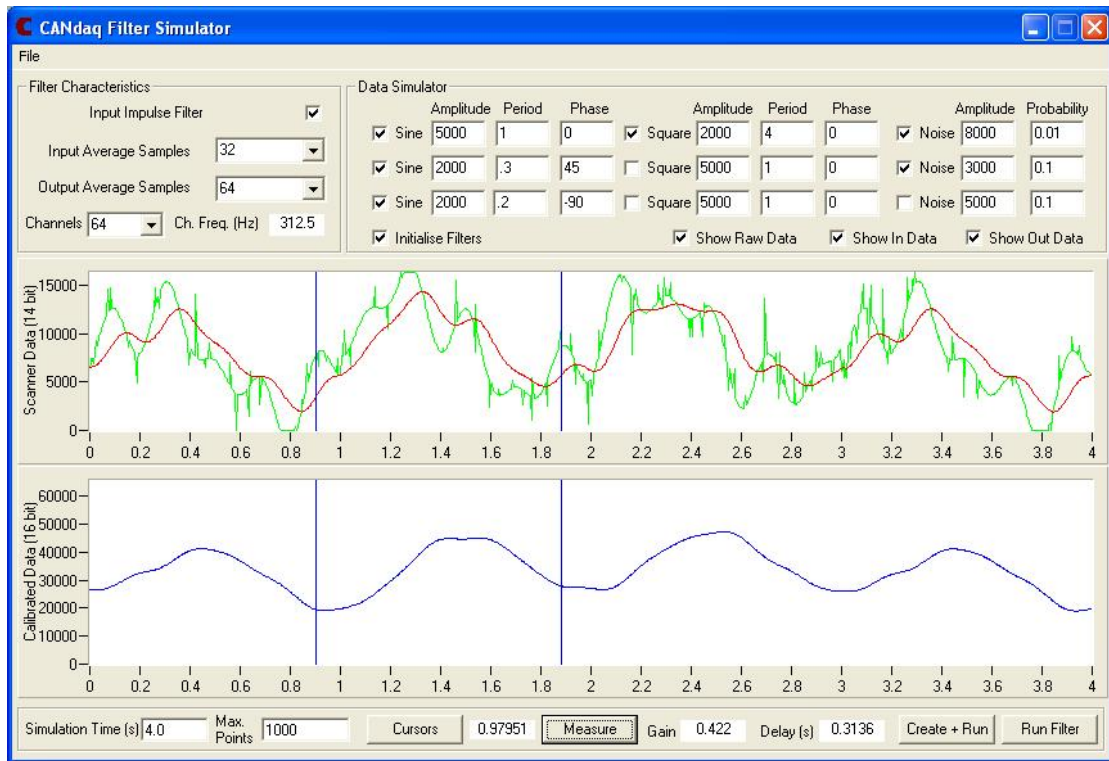 CANdaq Filter Simulator
File
Filter Characteristics
Input Impulse Filter
Input Average Samples 32
Output Average Samples 64
Channels 64 Ch. Freq. (Hz) 312.5
Data Simulator
Amplitude Period Phase Amplitude Period Phase Amplitude Probability
Sine 5000 1 0 Square 2000 4 0 Noise 8000 0.01
Sine 2000 .3 45 Square 5000 1 0 Noise 3000 0.1
Sine 2000 .2 -90 Square 5000 1 0 Noise 5000 0.1
Initialise Filters Show Raw Data Show In Data Show Out Data
Scanner Data (14 bit)
15000
10000
5000
0
0 0.2 0.4 0.6 0.8 1 1.2 1.4 1.6 1.8 2 2.2 2.4 2.6 2.8 3 3.2 3.4 3.6 3.8 4
Calibrated Data (16 bit)
60000
50000
40000
30000
20000
10000
0
0 0.2 0.4 0.6 0.8 1 1.2 1.4 1.6 1.8 2 2.2 2.4 2.6 2.8 3 3.2 3.4 3.6 3.8 4
Simulation Time (s) 4.0 Max. Points 1000 Cursors 0.97951 Measure Gain 0.422 Delay (s) 0.3136 Create + Run Run Filter